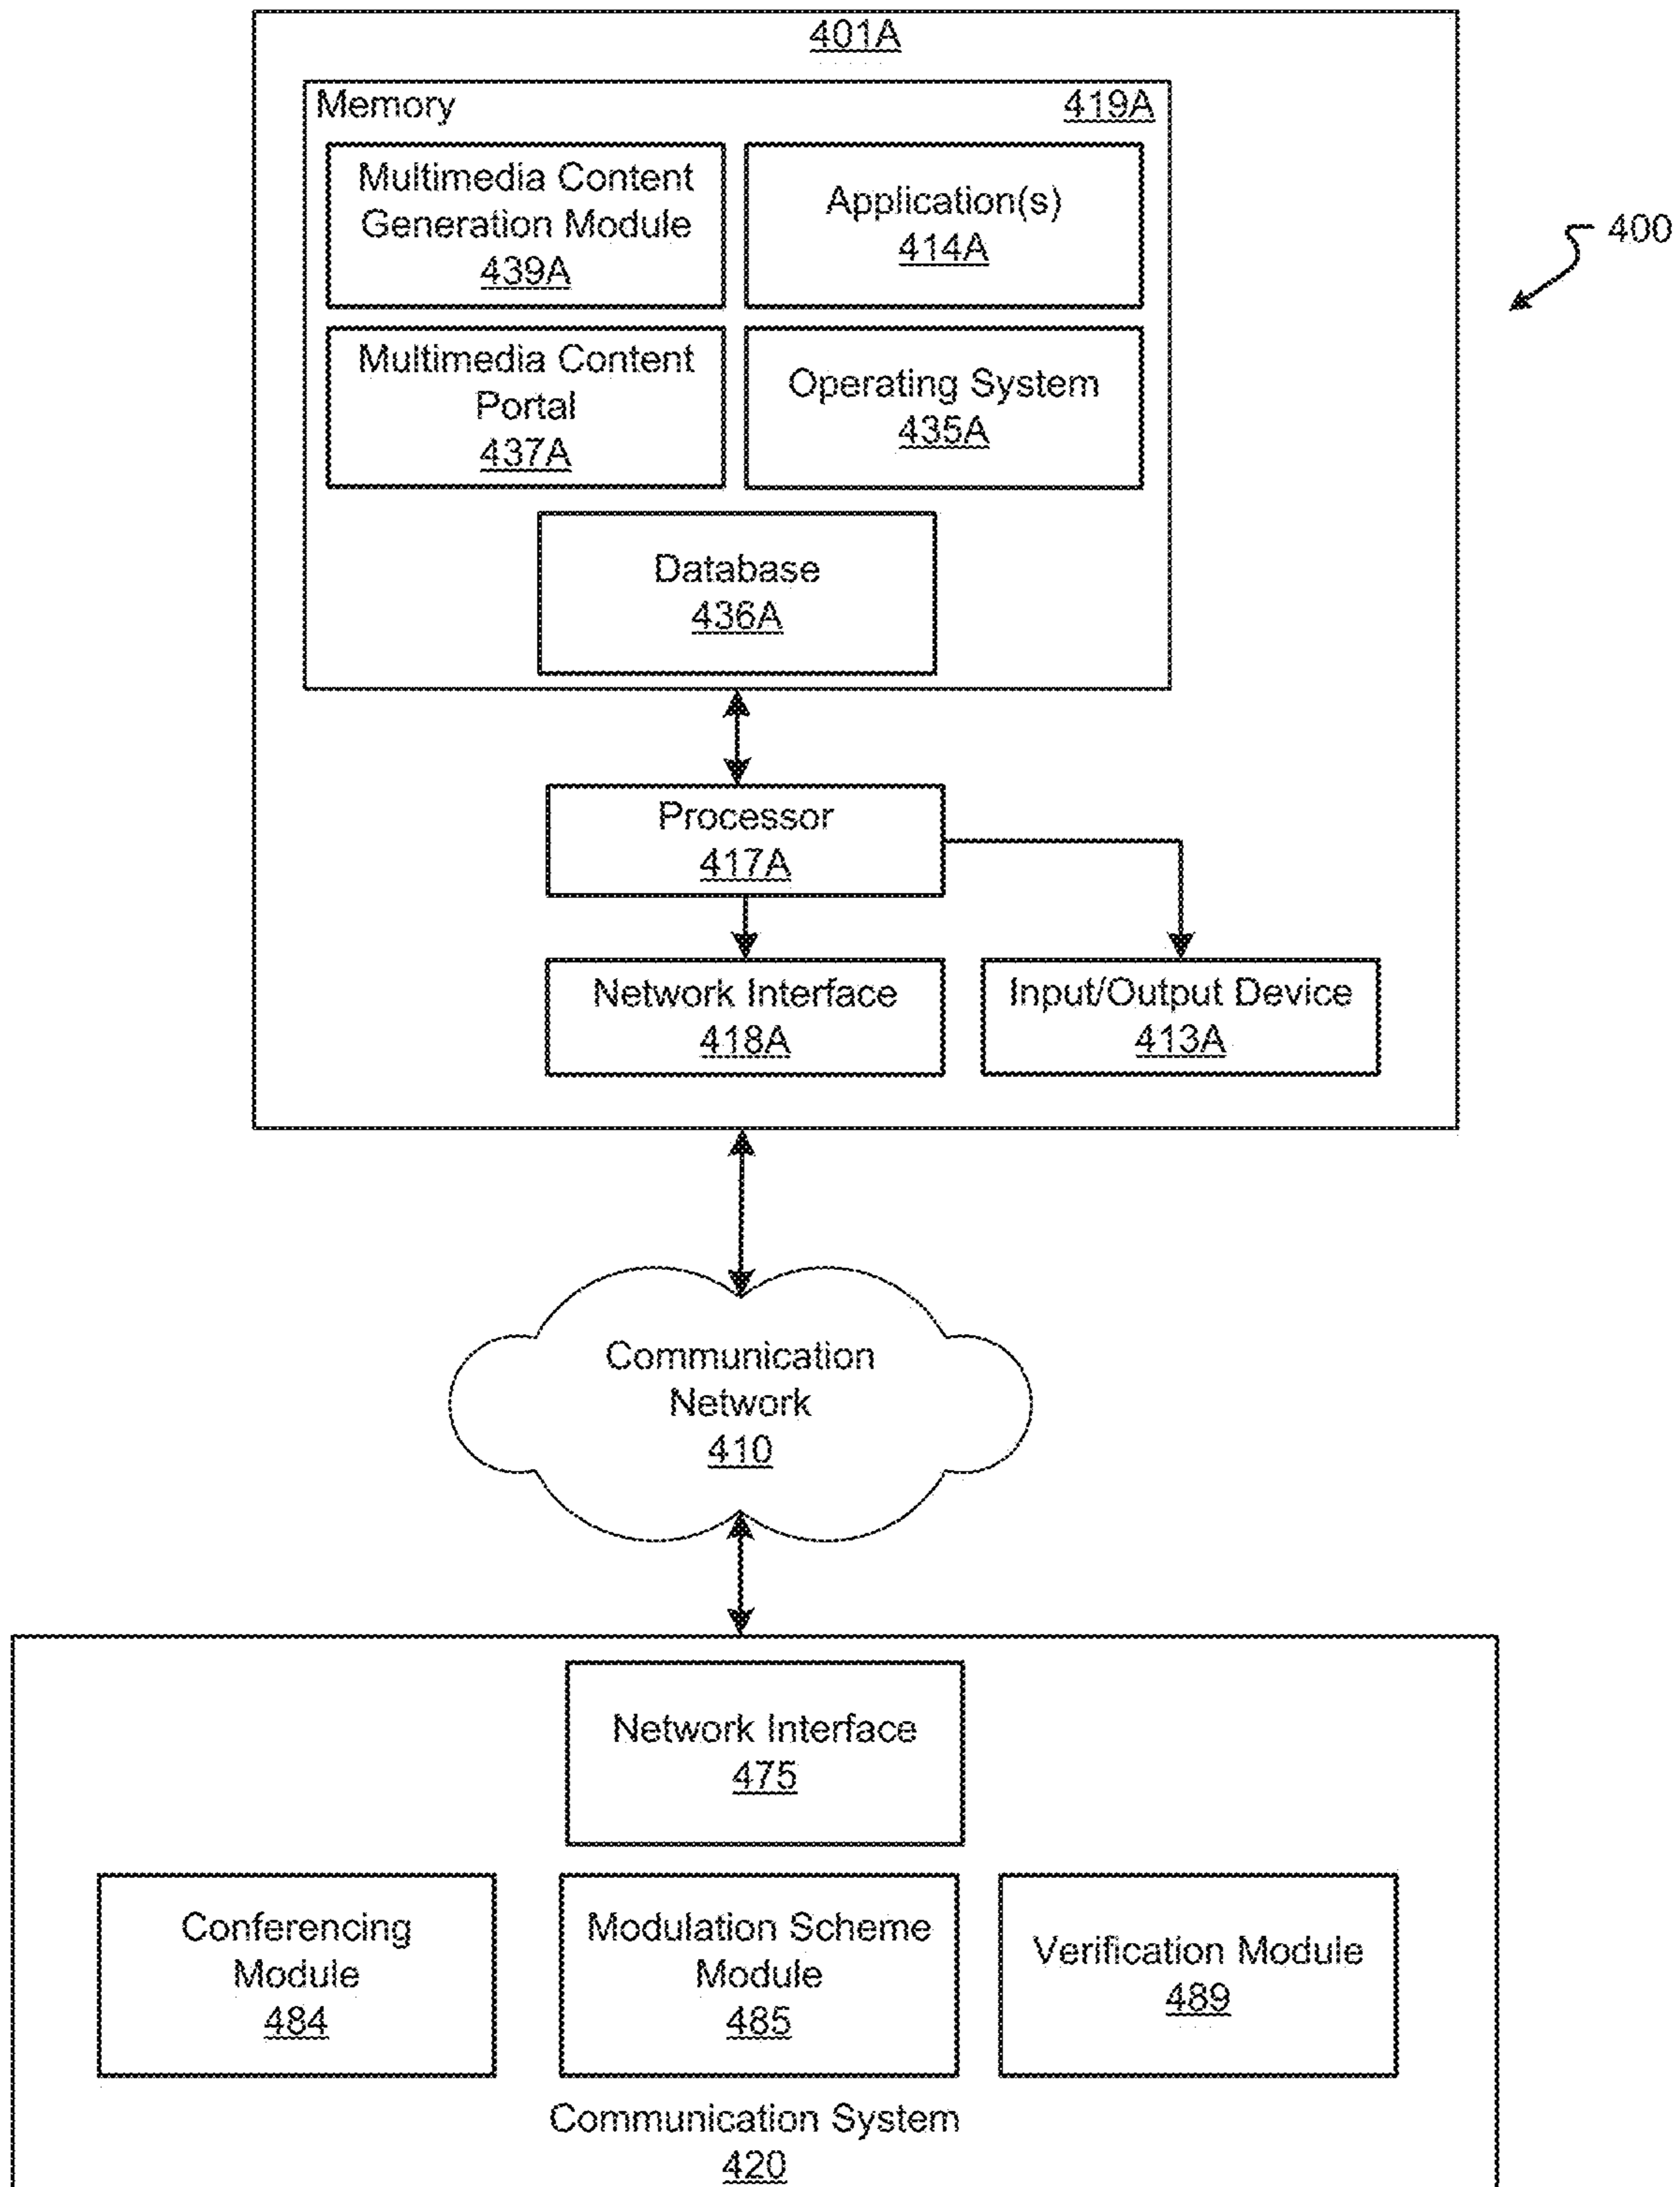 401A
Memory
419A
Multimedia Content
Generation Module
439A
Application(s)
414A
400
Multimedia Content
Portal
437A
Operating System
435A
Database
436A
Processor
417A
Network Interface
418A
Input/Output Device
413A
Communication
Network
410
Network Interface
475
Conferencing
Module
484
Modulation Scheme
Module
485
Verification Module
489
Communication System
420